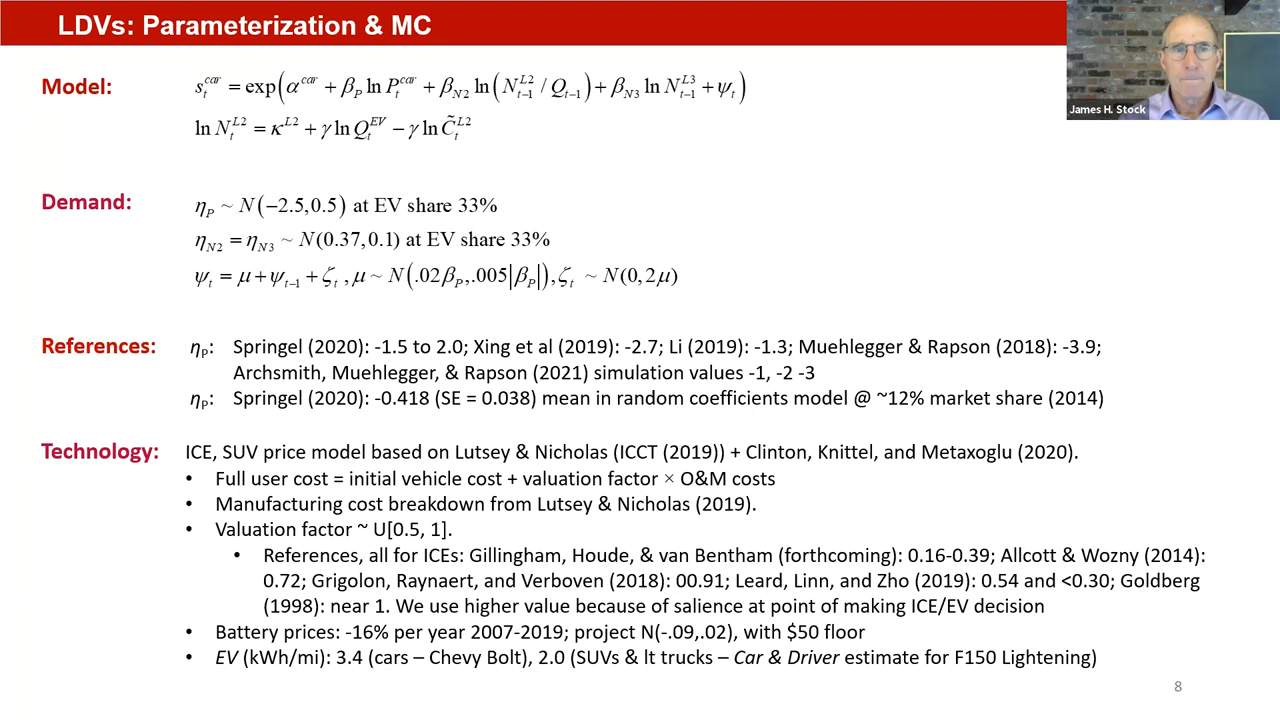 LDVs: Parameterization & MC
James H. Stock
Model: s_t^{car} = exp(α^{car} + β_P ln P_t^{car} + β_{N2} ln(N_{t-1}^{L2} / Q_{t-1}) + β_{N3} ln N_{t-1}^{L3} + ψ_t)
ln N_t^{L2} = κ^{L2} + γ ln Q_t^{EV} − γ ln C̃_t^{L2}
Demand: η_P ~ N(−2.5,0.5) at EV share 33%
η_{N2} = η_{N3} ~ N(0.37,0.1) at EV share 33%
ψ_t = μ + ψ_{t-1} + ζ_t , μ ~ N(.02β_P,.005|β_P|), ζ_t ~ N(0,2μ)
References: η_P: Springel (2020): -1.5 to 2.0; Xing et al (2019): -2.7; Li (2019): -1.3; Muehlegger & Rapson (2018): -3.9;
Archsmith, Muehlegger, & Rapson (2021) simulation values -1, -2 -3
η_P: Springel (2020): -0.418 (SE = 0.038) mean in random coefficients model @ ~12% market share (2014)
Technology: ICE, SUV price model based on Lutsey & Nicholas (ICCT (2019)) + Clinton, Knittel, and Metaxoglu (2020).
• Full user cost = initial vehicle cost + valuation factor × O&M costs
• Manufacturing cost breakdown from Lutsey & Nicholas (2019).
• Valuation factor ~ U[0.5, 1].
• References, all for ICEs: Gillingham, Houde, & van Bentham (forthcoming): 0.16-0.39; Allcott & Wozny (2014):
0.72; Grigolon, Raynaert, and Verboven (2018): 00.91; Leard, Linn, and Zho (2019): 0.54 and <0.30; Goldberg
(1998): near 1. We use higher value because of salience at point of making ICE/EV decision
• Battery prices: -16% per year 2007-2019; project N(-.09,.02), with $50 floor
• EV (kWh/mi): 3.4 (cars – Chevy Bolt), 2.0 (SUVs & lt trucks – Car & Driver estimate for F150 Lightening)
8